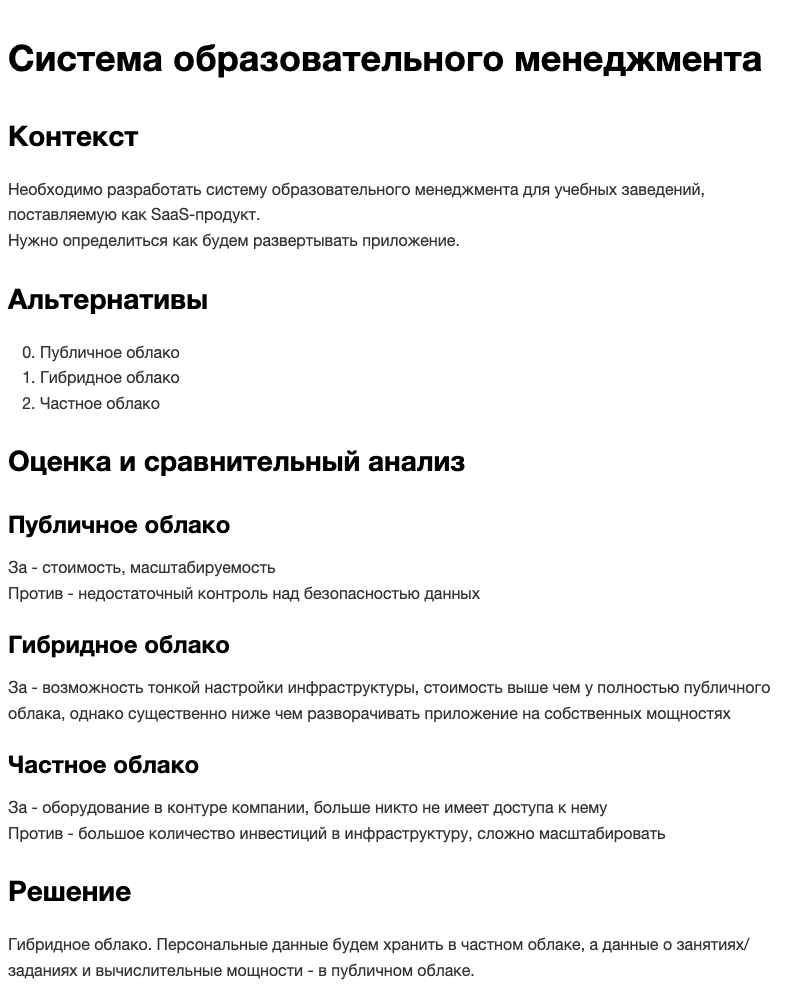 Система образовательного менеджмента
Контекст
Необходимо разработать систему образовательного менеджмента для учебных заведений,
поставляемую как SaaS-продукт.
Нужно определиться как будем развертывать приложение.
Альтернативы
0. Публичное облако
1. Гибридное облако
2. Частное облако
Оценка и сравнительный анализ
Публичное облако
За - стоимость, масштабируемость
Против - недостаточный контроль над безопасностью данных
Гибридное облако
За - возможность тонкой настройки инфраструктуры, стоимость выше чем у полностью публичного
облака, однако существенно ниже чем разворачивать приложение на собственных мощностях
Частное облако
За - оборудование в контуре компании, больше никто не имеет доступа к нему
Против - большое количество инвестиций в инфраструктуру, сложно масштабировать
Решение
Гибридное облако. Персональные данные будем хранить в частном облаке, а данные о занятиях/
заданиях и вычислительные мощности - в публичном облаке.